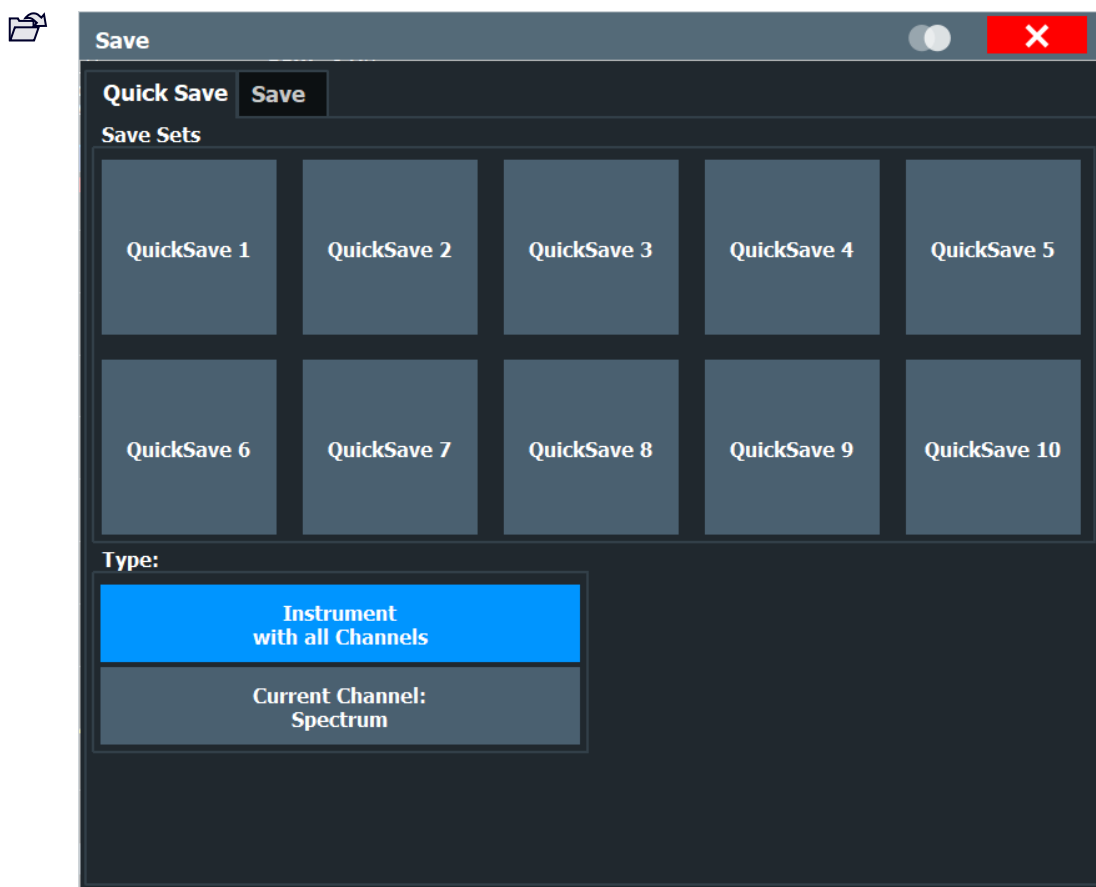 Save
Quick Save Save
Save Sets
QuickSave 1 QuickSave 2 QuickSave 3 QuickSave 4 QuickSave 5
QuickSave 6 QuickSave 7 QuickSave 8 QuickSave 9 QuickSave 10
Type:
Instrument
with all Channels
Current Channel:
Spectrum